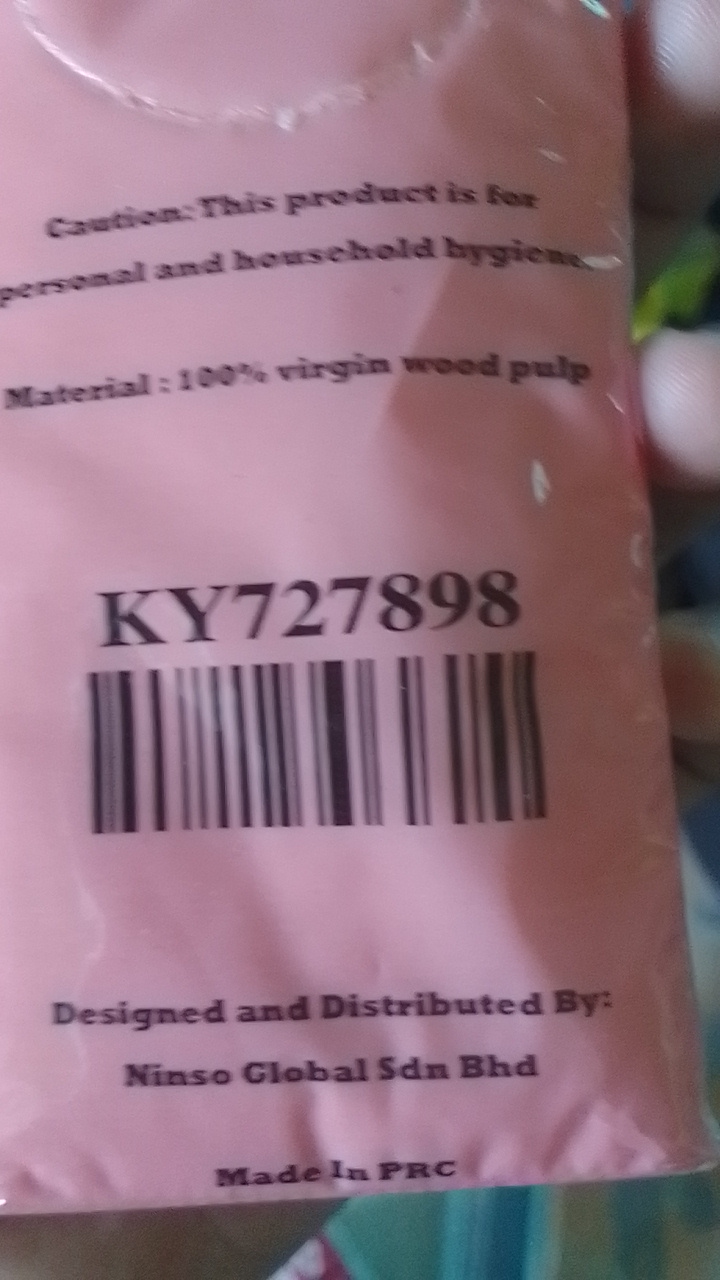 Caution: This product is for
personal and household hygiene.
Material : 100% virgin wood pulp
KY727898
Designed and Distributed By:
Ninso Global Sdn Bhd
Made In PRC